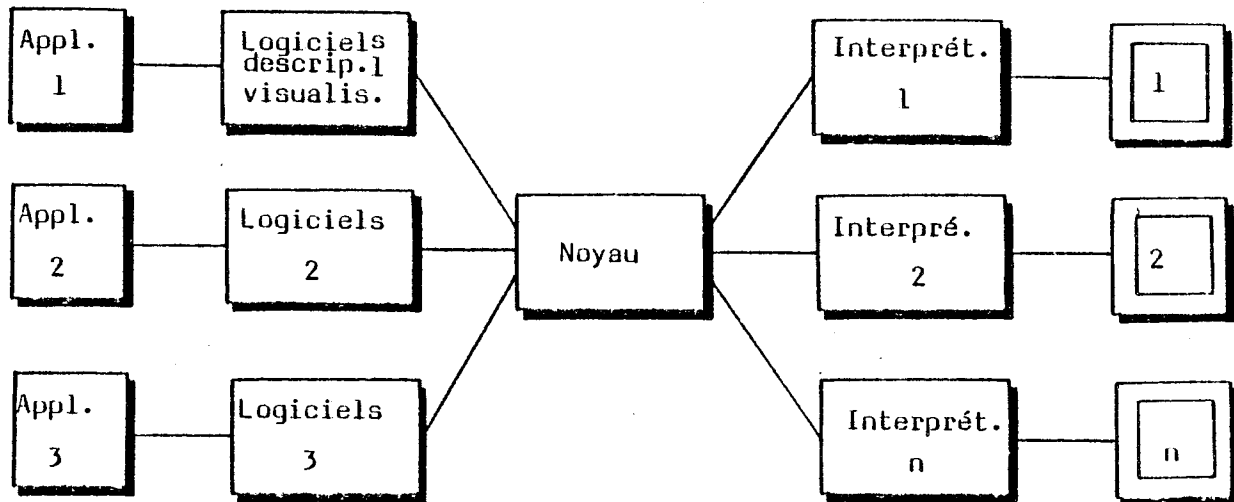 Appl.
1
Logiciels
descrip.1
visualis.
Interprét.
1
1
Appl.
2
Logiciels
2
Noyau
Interpré.
2
2
Appl.
3
Logiciels
3
Interprét.
n
n